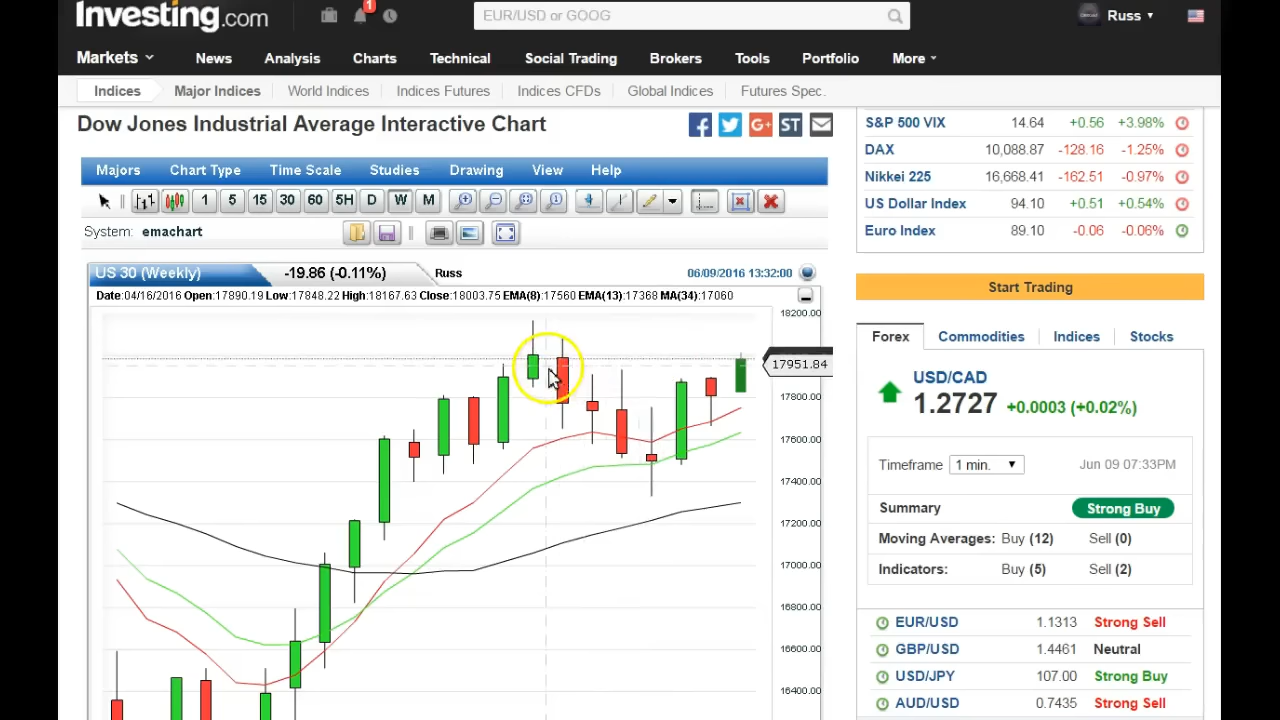 Investing.com
1
EUR/USD or GOOG
Russ
Markets News Analysis Charts Technical Social Trading Brokers Tools Portfolio More
Indices Major Indices World Indices Indices Futures Indices CFDs Global Indices Futures Spec.
Dow Jones Industrial Average Interactive Chart
ST
Majors Chart Type Time Scale Studies Drawing View Help
1 5 15 30 60 5H D W M
System: emachart
US 30 (Weekly) -19.86 (-0.11%) Russ 06/09/2016 13:32:00
Date:04/16/2016 Open:17890.19 Low:17848.22 High:18167.63 Close:18003.75 EMA(8):17560 EMA(13):17368 MA(34):17060
18200.00
17951.84
17800.00
17600.00
17400.00
17200.00
17000.00
16800.00
16600.00
16400.00
S&P 500 VIX 14.64 +0.56 +3.98%
DAX 10,088.87 -128.16 -1.25%
Nikkei 225 16,668.41 -162.51 -0.97%
US Dollar Index 94.10 +0.51 +0.54%
Euro Index 89.10 -0.06 -0.06%
Start Trading
Forex Commodities Indices Stocks
USD/CAD
1.2727 +0.0003 (+0.02%)
Timeframe 1 min. Jun 09 07:33PM
Summary Strong Buy
Moving Averages: Buy (12) Sell (0)
Indicators: Buy (5) Sell (2)
EUR/USD 1.1313 Strong Sell
GBP/USD 1.4461 Neutral
USD/JPY 107.00 Strong Buy
AUD/USD 0.7435 Strong Sell